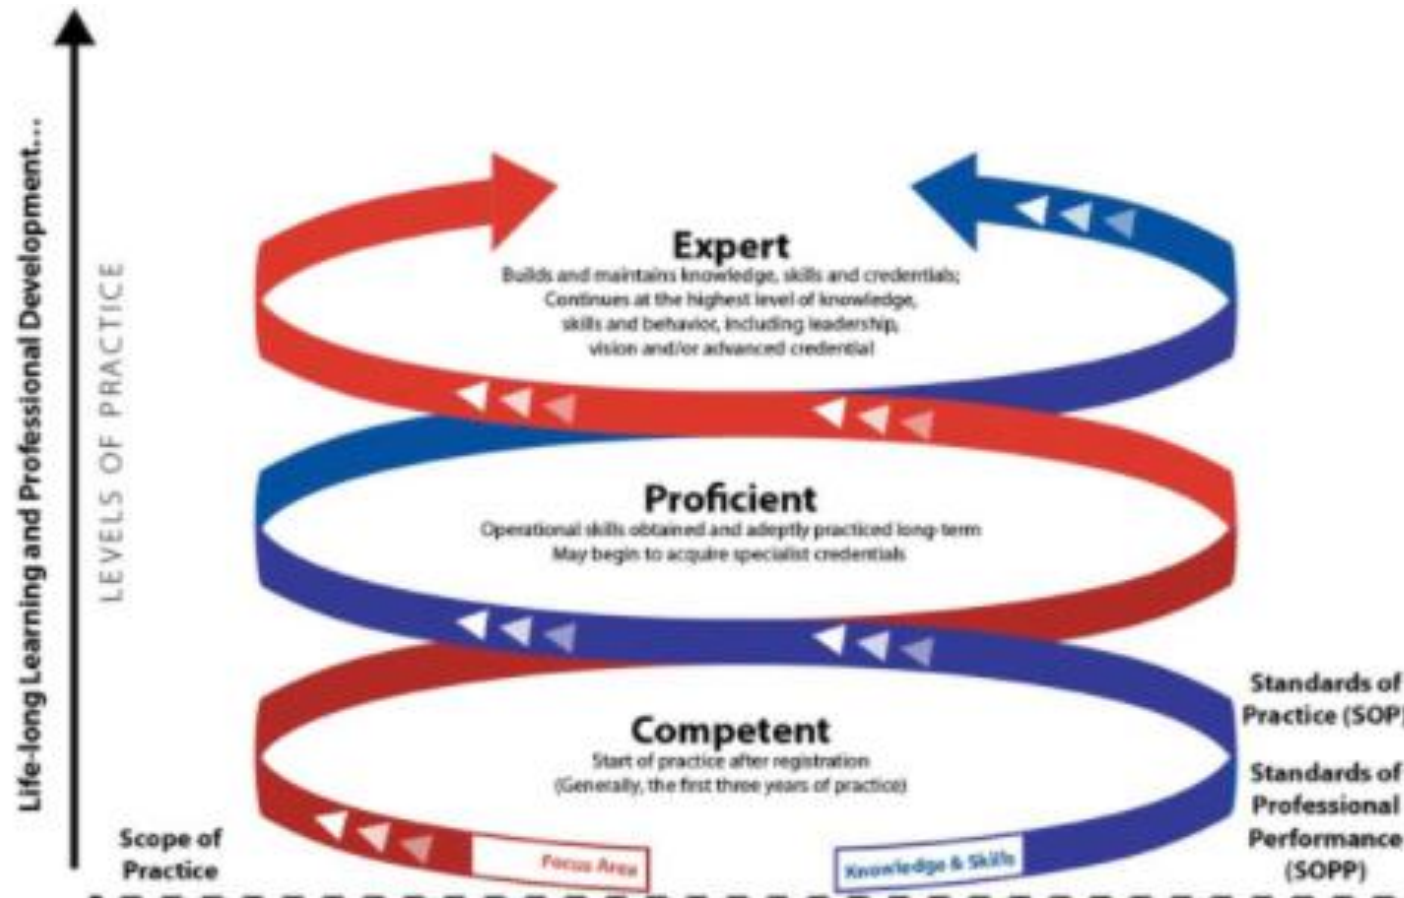 Life-long Learning and Professional Development...
LEVELS OF PRACTICE
Expert
Builds and maintains knowledge, skills and credentials;
Continues at the highest level of knowledge,
skills and behavior, including leadership,
vision and/or advanced credential
Proficient
Operational skills obtained and adeptly practiced long-term
May begin to acquire specialist credentials
Competent
Start of practice after registration
(Generally, the first three years of practice)
Standards of
Practice (SOP)
Standards of
Professional
Performance
(SOPP)
Scope of
Practice
Focus Area
Knowledge & Skills